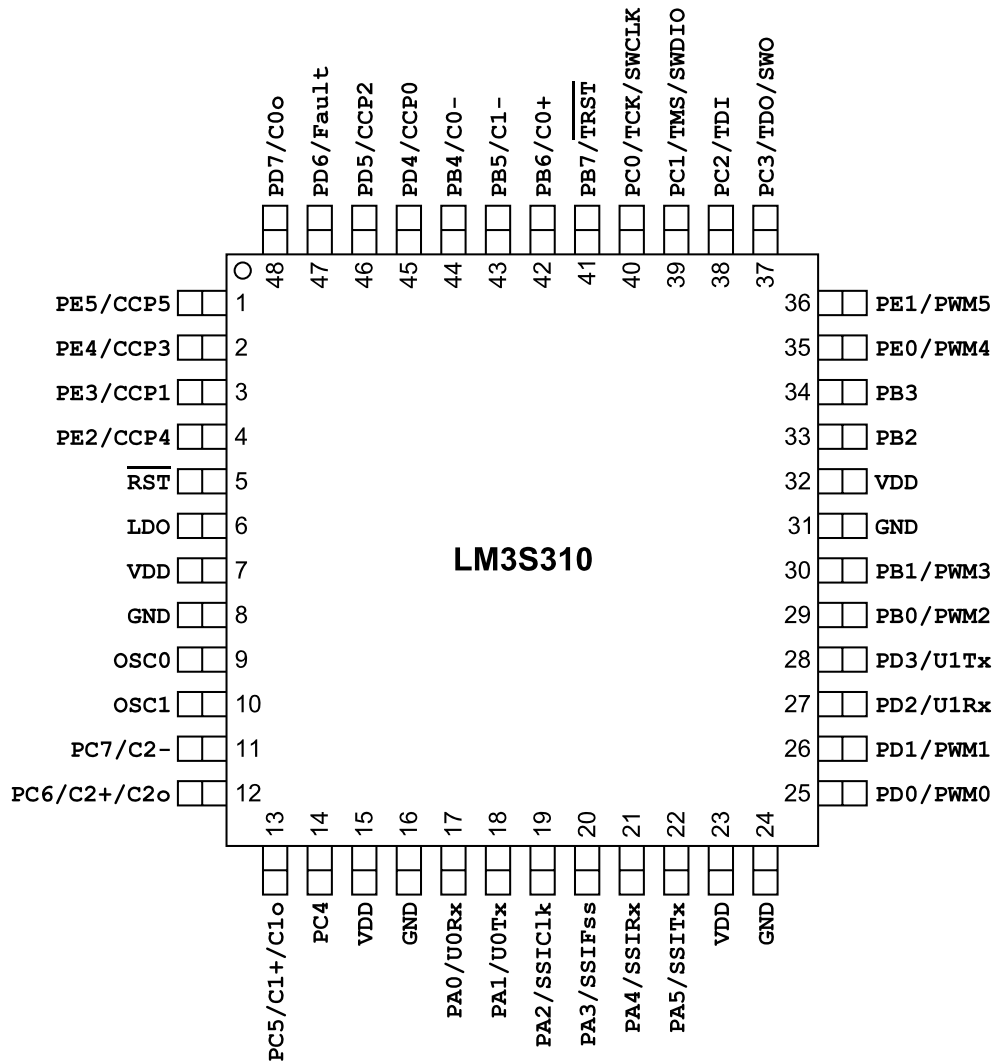 PD7/C0o
PD6/Fault
PD5/CCP2
PD4/CCP0
PB4/C0-
PB5/C1-
PB6/C0+
PB7/TRST
PC0/TCK/SWCLK
PC1/TMS/SWDIO
PC2/TDI
PC3/TDO/SWO
48
47
46
45
44
43
42
41
40
39
38
37
PE5/CCP5 1
PE4/CCP3 2
PE3/CCP1 3
PE2/CCP4 4
RST 5
LDO 6
VDD 7
GND 8
OSC0 9
OSC1 10
PC7/C2- 11
PC6/C2+/C2o 12
LM3S310
36 PE1/PWM5
35 PE0/PWM4
34 PB3
33 PB2
32 VDD
31 GND
30 PB1/PWM3
29 PB0/PWM2
28 PD3/U1Tx
27 PD2/U1Rx
26 PD1/PWM1
25 PD0/PWM0
13
14
15
16
17
18
19
20
21
22
23
24
PC5/C1+/C1o
PC4
VDD
GND
PA0/U0Rx
PA1/U0Tx
PA2/SSIClk
PA3/SSIFss
PA4/SSIRx
PA5/SSITx
VDD
GND